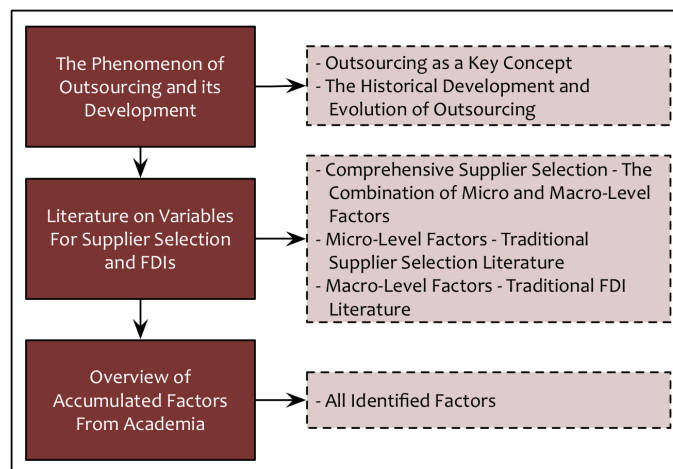 The Phenomenon of
Outsourcing and its
Development
- Outsourcing as a Key Concept
- The Historical Development and
Evolution of Outsourcing
Literature on Variables
For Supplier Selection
and FDIs
- Comprehensive Supplier Selection - The
Combination of Micro and Macro-Level
Factors
- Micro-Level Factors - Traditional
Supplier Selection Literature
- Macro-Level Factors - Traditional FDI
Literature
Overview of
Accumulated Factors
From Academia
- All Identified Factors